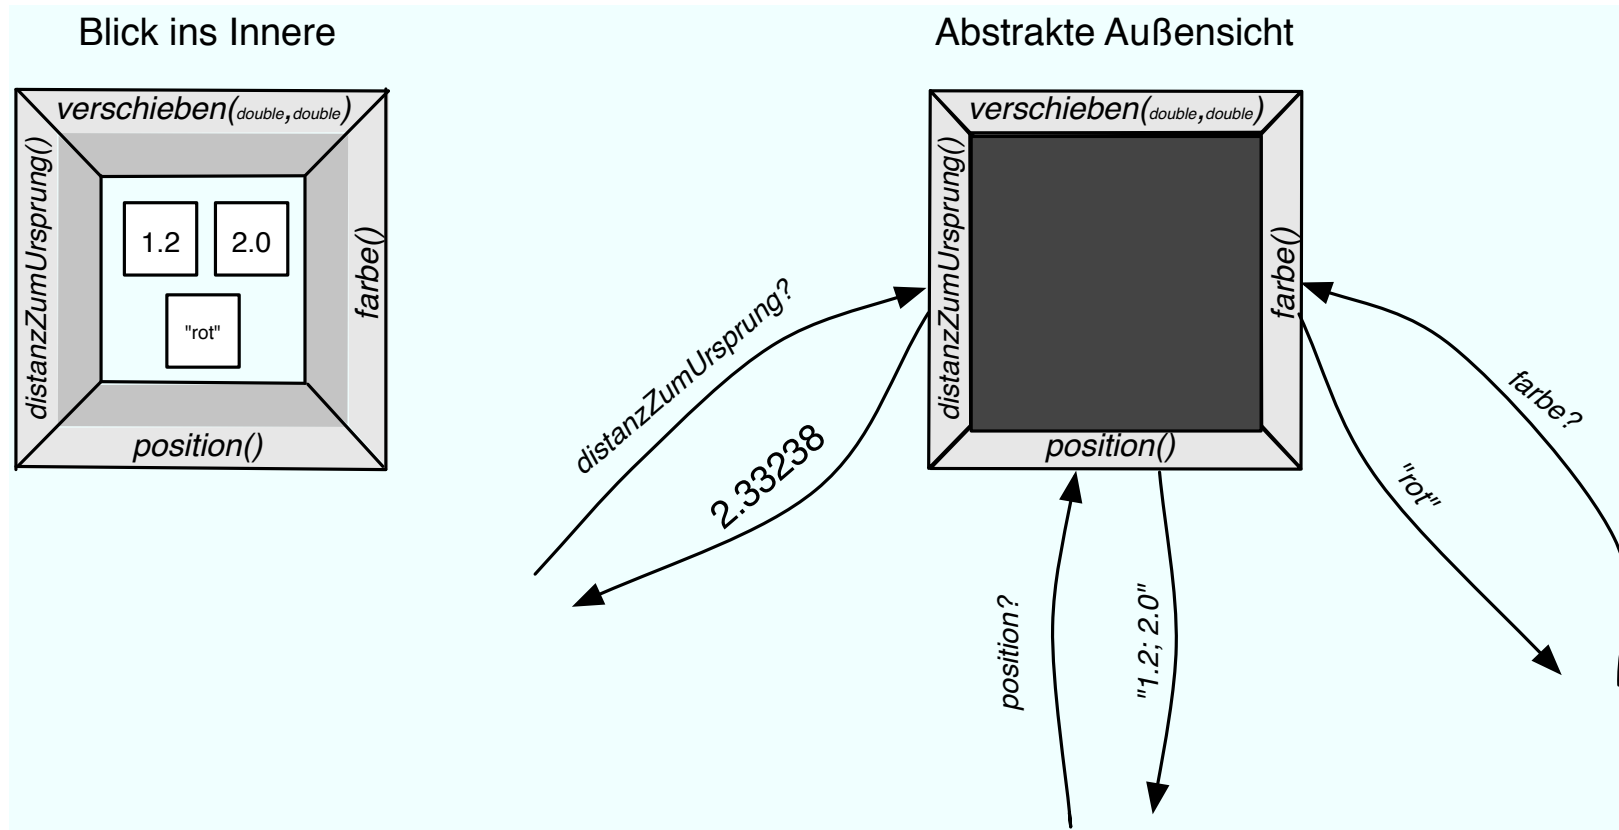 Blick ins Innere
verschieben(double,double)
distanzZumUrsprung()
1.2
2.0
"rot"
farbe()
position()
Abstrakte Außensicht
verschieben(double,double)
distanzZumUrsprung()
farbe()
position()
distanzZumUrsprung?
2.33238
position?
"1.2; 2.0"
farbe?
"rot"